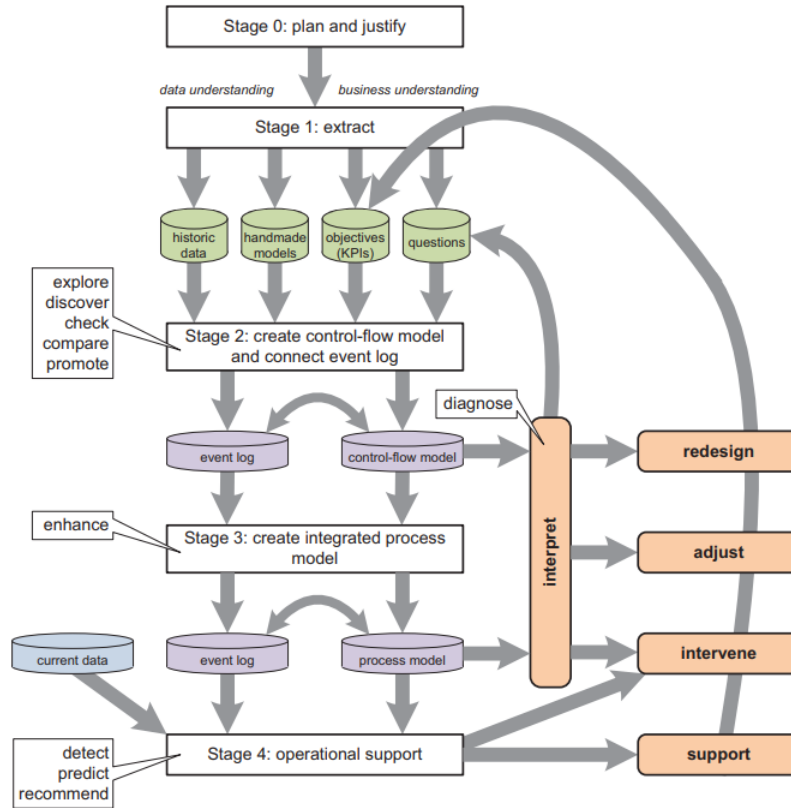 Stage 0: plan and justify
data understanding
business understanding
Stage 1: extract
historic
data
handmade
models
objectives
(KPIs)
questions
explore
discover
check
compare
promote
Stage 2: create control-flow model
and connect event log
diagnose
event log
control-flow model
redesign
enhance
Stage 3: create integrated process
model
interpret
adjust
current data
event log
process model
intervene
detect
predict
recommend
Stage 4: operational support
support